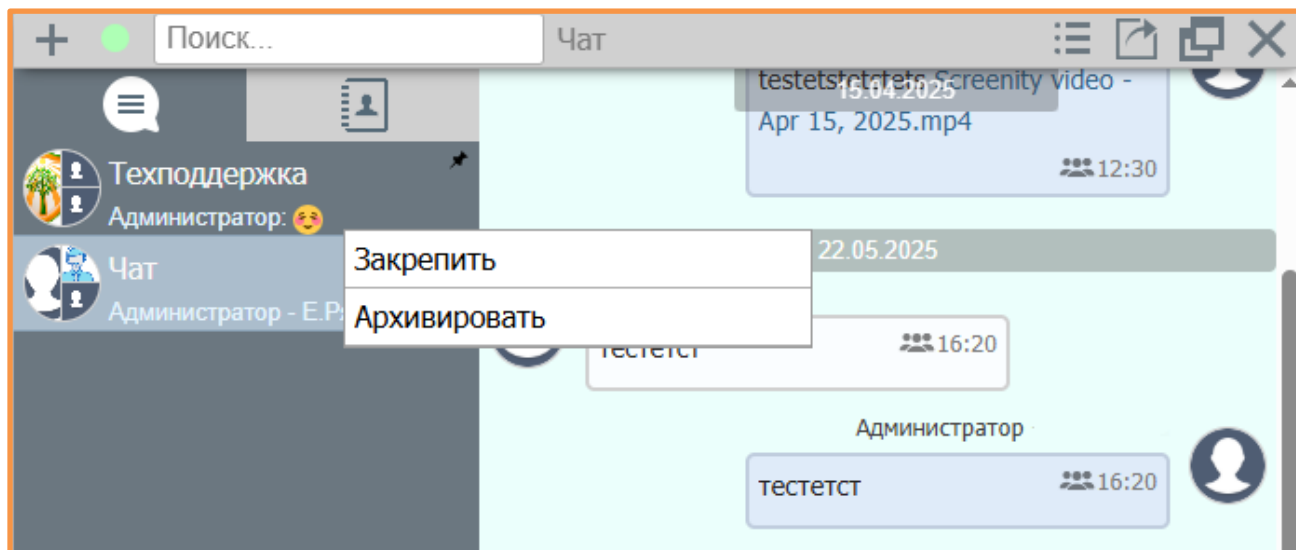 Поиск...
Чат
testetstctctets Screenity video -
15.04.2025
Apr 15, 2025.mp4
12:30
Техподдержка
Администратор:
Чат
Администратор - Е.Р
Закрепить
Архивировать
22.05.2025
тестетст
16:20
Администратор
тестетст
16:20